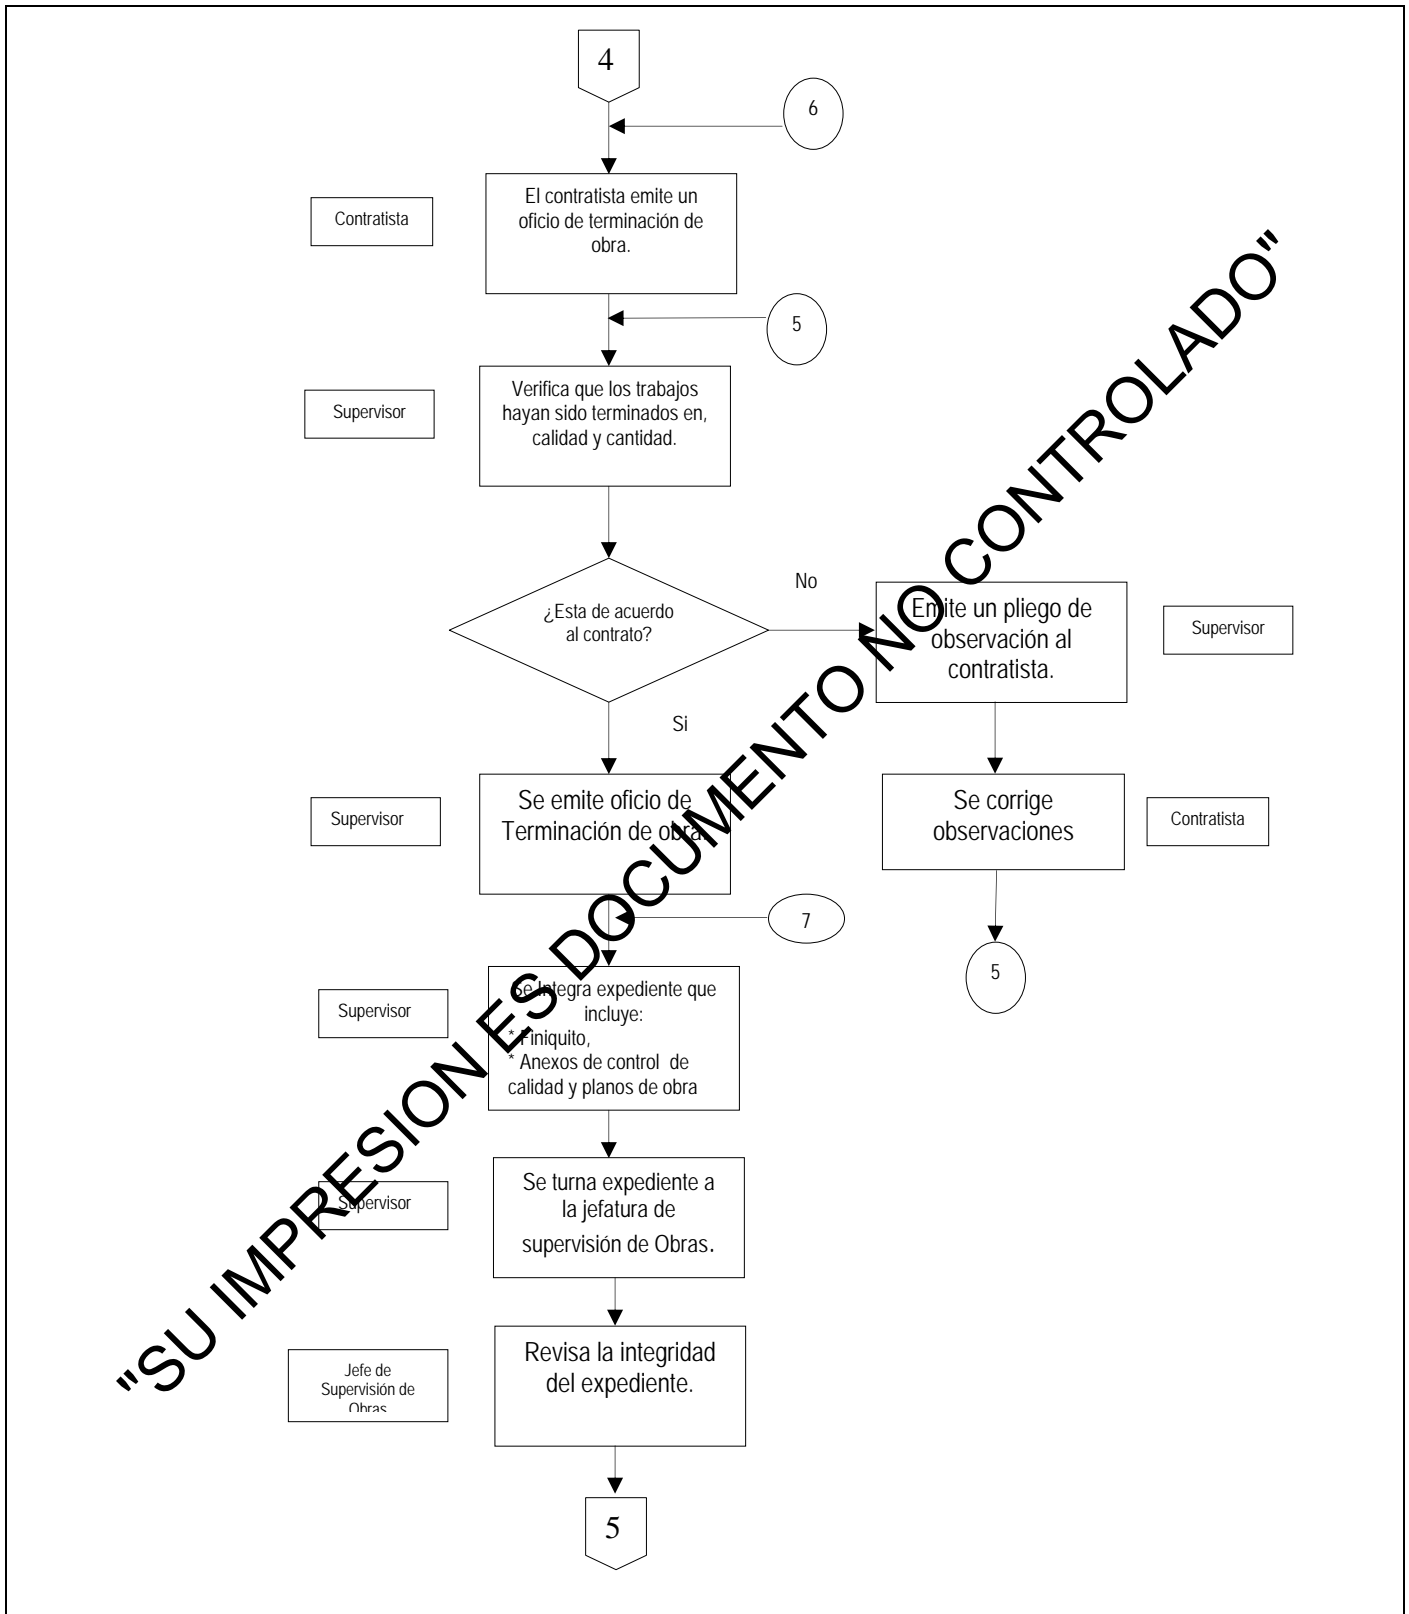 4
6
Contratista
El contratista emite un
oficio de terminación de
obra.
5
Supervisor
Verifica que los trabajos
hayan sido terminados en,
calidad y cantidad.
¿Esta de acuerdo
al contrato?
No
Emite un pliego de
observación al
contratista.
Supervisor
Si
Supervisor
Se emite oficio de
Terminación de obra.
Se corrige
observaciones
Contratista
7
5
Supervisor
Se Integra expediente que
incluye:
* Finiquito,
* Anexos de control de
calidad y planos de obra
Supervisor
Se turna expediente a
la jefatura de
supervisión de Obras.
Jefe de
Supervisión de
Obras
Revisa la integridad
del expediente.
5
"SU IMPRESION ES DOCUMENTO NO CONTROLADO"